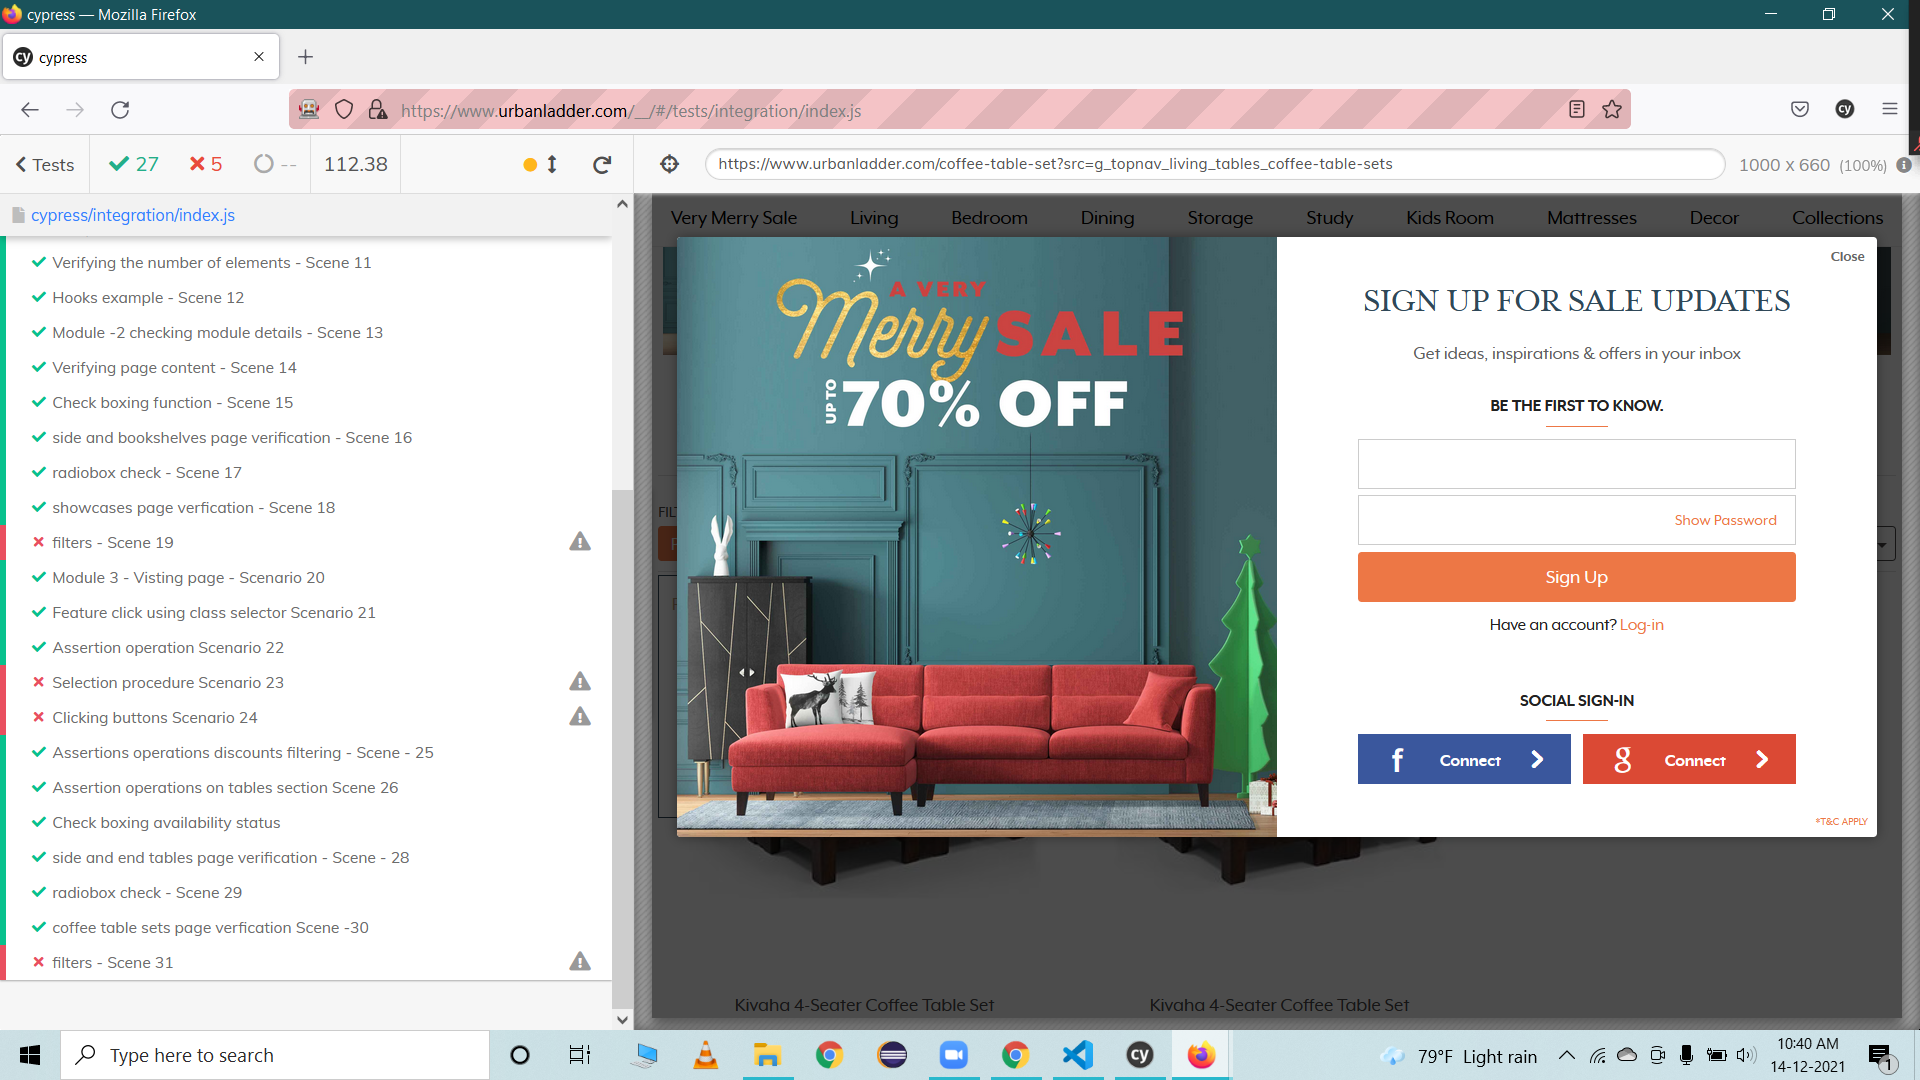 cypress — Mozilla Firefox
cy cypress
https://www.urbanladder.com/__/#/tests/integration/index.js
cy
Tests 27 5 -- 112.38
https://www.urbanladder.com/coffee-table-set?src=g_topnav_living_tables_coffee-table-sets
1000 x 660 (100%)
cypress/integration/index.js
Verifying the number of elements - Scene 11
Hooks example - Scene 12
Module -2 checking module details - Scene 13
Verifying page content - Scene 14
Check boxing function - Scene 15
side and bookshelves page verification - Scene 16
radiobox check - Scene 17
showcases page verfication - Scene 18
filters - Scene 19
Module 3 - Visting page - Scenario 20
Feature click using class selector Scenario 21
Assertion operation Scenario 22
Selection procedure Scenario 23
Clicking buttons Scenario 24
Assertions operations discounts filtering - Scene - 25
Assertion operations on tables section Scene 26
Check boxing availability status
side and end tables page verification - Scene - 28
radiobox check - Scene 29
coffee table sets page verfication Scene -30
filters - Scene 31
Very Merry Sale Living Bedroom Dining Storage Study Kids Room Mattresses Decor Collections
A VERY
Merry SALE
UP TO 70% OFF
Close
SIGN UP FOR SALE UPDATES
Get ideas, inspirations & offers in your inbox
BE THE FIRST TO KNOW.
Show Password
Sign Up
Have an account? Log-in
SOCIAL SIGN-IN
f Connect
g Connect
*T&C APPLY
Kivaha 4-Seater Coffee Table Set
Kivaha 4-Seater Coffee Table Set
Type here to search
cy
79°F Light rain
10:40 AM
14-12-2021
1